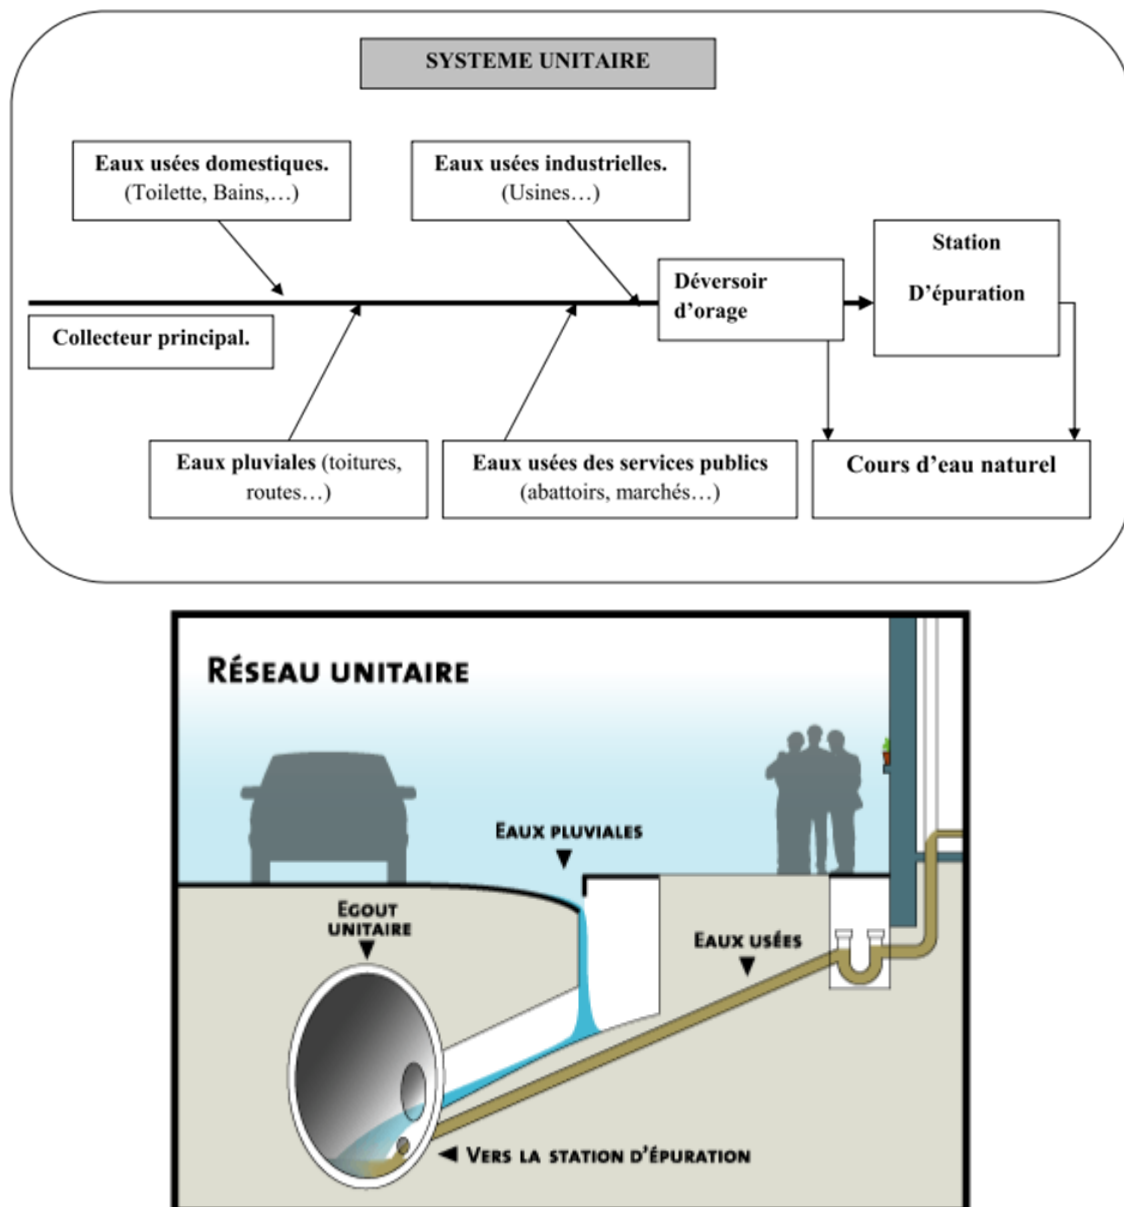 SYSTEME UNITAIRE
Eaux usées domestiques.
(Toilette, Bains,…)
Eaux usées industrielles.
(Usines…)
Station
D’épuration
Déversoir
d’orage
Collecteur principal.
Eaux pluviales (toitures,
routes…)
Eaux usées des services publics
(abattoirs, marchés…)
Cours d’eau naturel
RÉSEAU UNITAIRE
EAUX PLUVIALES
EGOUT
UNITAIRE
EAUX USÉES
VERS LA STATION D’ÉPURATION